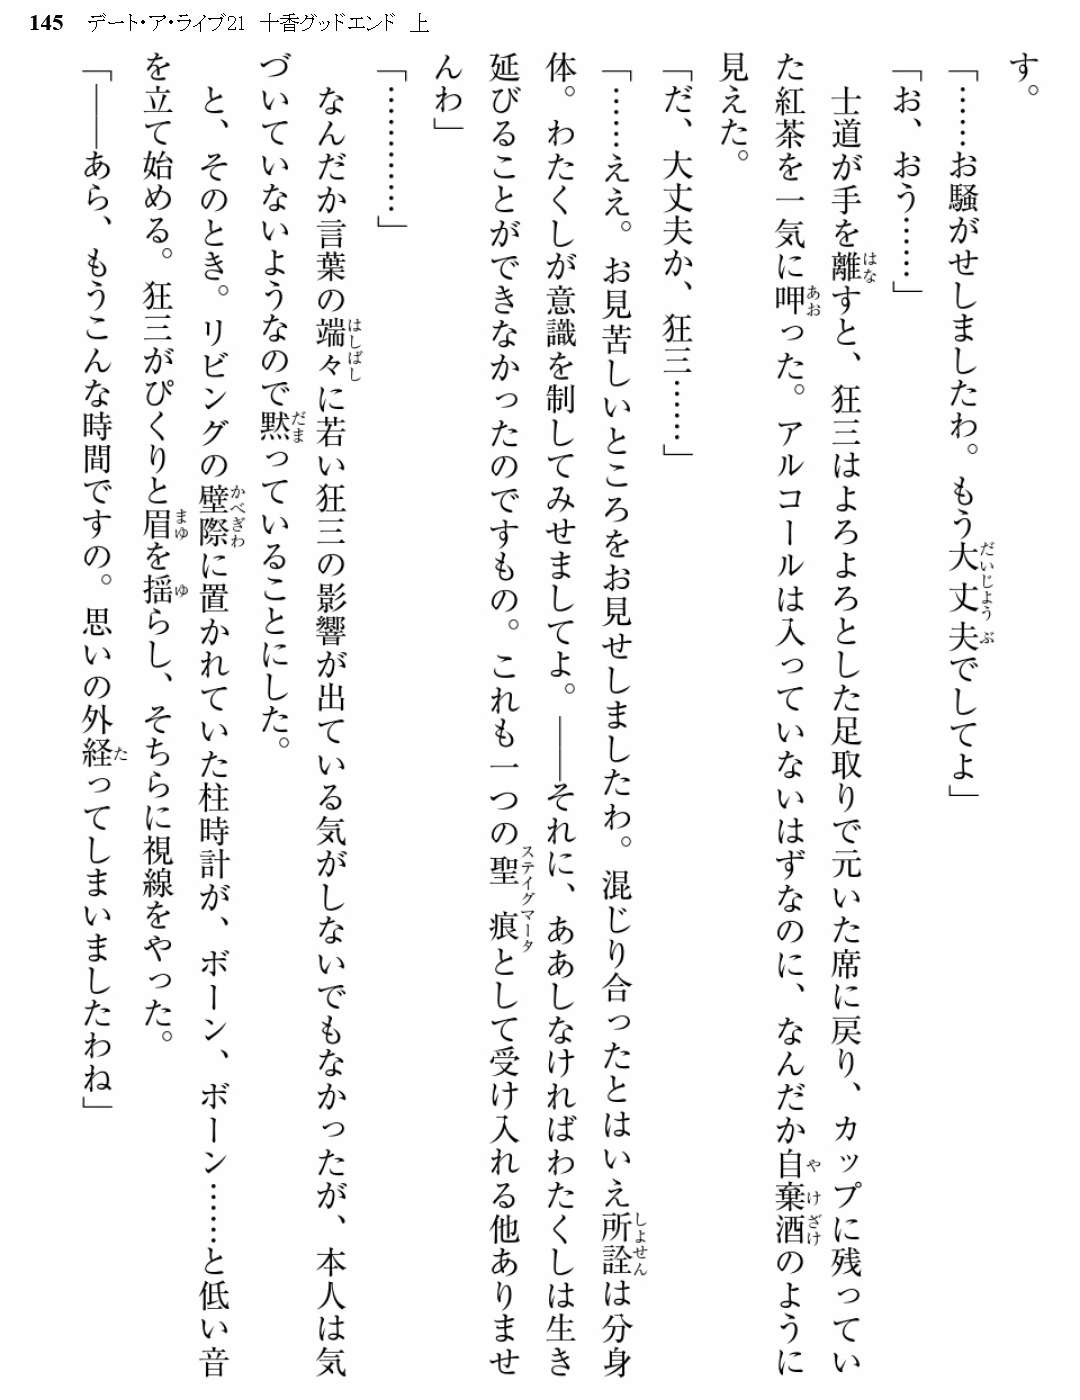 145 デート・ア・ライブ21 十香グッドエンド 上
す。
「……お騒がせしましたわ。もう大丈夫でしてよ」
「お、おう……」
士道が手を離すと、狂三はよろよろとした足取りで元いた席に戻り、カップに残ってい
た紅茶を一気に呷った。アルコールは入っていないはずなのに、なんだか自棄酒のように
見えた。
「だ、大丈夫か、狂三……」
「……ええ。お見苦しいところをお見せしましたわ。混じり合ったとはいえ所詮は分身
体。わたくしが意識を制してみせましてよ。――それに、ああしなければわたくしは生き
延びることができなかったのですもの。これも一つの聖痕として受け入れる他ありませ
んわ」
「…………」
なんだか言葉の端々に若い狂三の影響が出ている気がしないでもなかったが、本人は気
づいていないようなので黙っていることにした。
と、そのとき。リビングの壁際に置かれていた柱時計が、ボーン、ボーン……と低い音
を立て始める。狂三がぴくりと眉を揺らし、そちらに視線をやった。
「――あら、もうこんな時間ですの。思いの外経ってしまいましたわね」